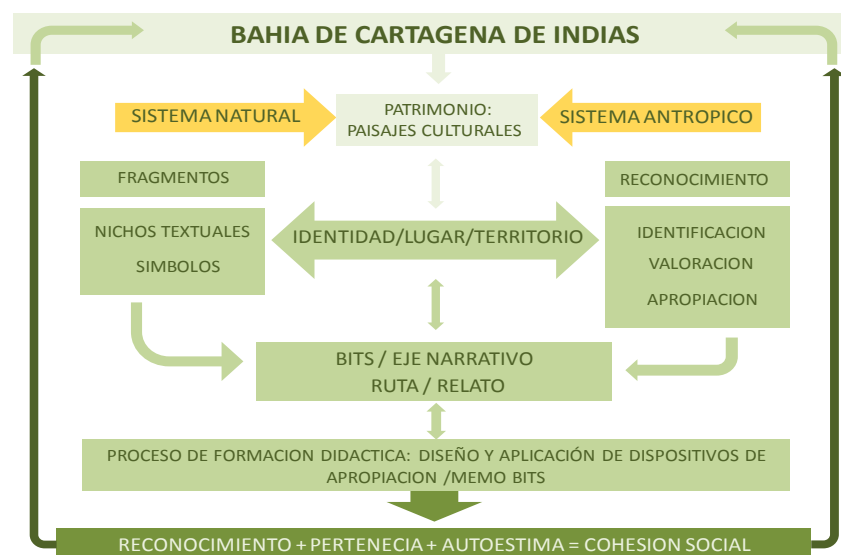 BAHIA DE CARTAGENA DE INDIAS
SISTEMA NATURAL
PATRIMONIO:
PAISAJES CULTURALES
SISTEMA ANTROPICO
FRAGMENTOS
RECONOCIMIENTO
NICHOS TEXTUALES
SIMBOLOS
IDENTIDAD/LUGAR/TERRITORIO
IDENTIFICACION
VALORACION
APROPIACION
BITS / EJE NARRATIVO
RUTA / RELATO
PROCESO DE FORMACION DIDACTICA: DISEÑO Y APLICACIÓN DE DISPOSITIVOS DE
APROPIACION /MEMO BITS
RECONOCIMIENTO + PERTENECIA + AUTOESTIMA = COHESION SOCIAL